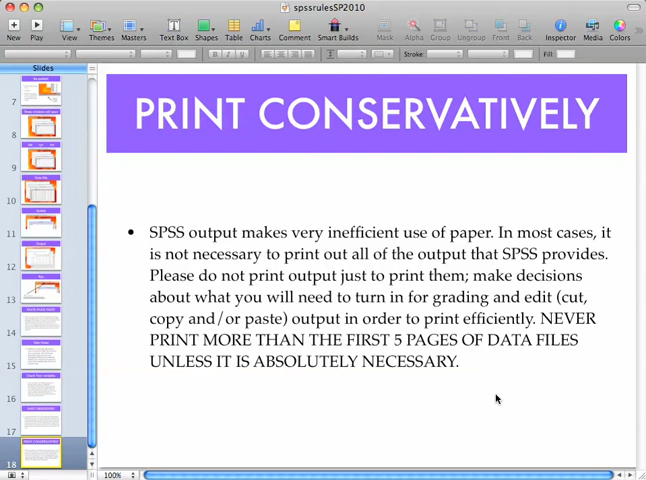 spssrulesSP2010
New Play View Themes Masters Text Box Shapes Table Charts Comment Smart Builds Mask Alpha Group Ungroup Front Back Inspector Media Colors
Stroke: Fill:
Slides
7
8
9
10
11
12
13
14
15
16
17
18
PRINT CONSERVATIVELY
• SPSS output makes very inefficient use of paper. In most cases, it
is not necessary to print out all of the output that SPSS provides.
Please do not print output just to print them; make decisions
about what you will need to turn in for grading and edit (cut,
copy and/or paste) output in order to print efficiently. NEVER
PRINT MORE THAN THE FIRST 5 PAGES OF DATA FILES
UNLESS IT IS ABSOLUTELY NECESSARY.
100%